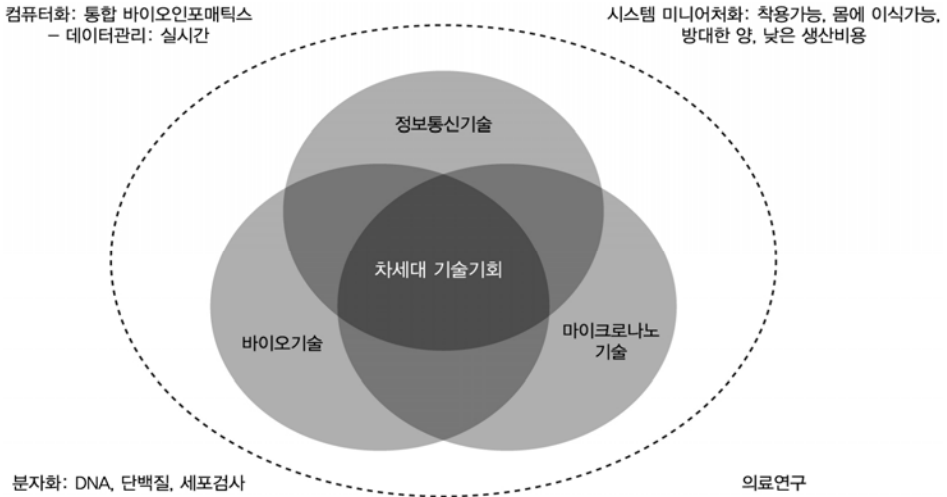 컴퓨터화: 통합 바이오인포매틱스
– 데이터관리: 실시간
시스템 미니어처화: 착용가능, 몸에 이식가능,
방대한 양, 낮은 생산비용
정보통신기술
차세대 기술기회
바이오기술
마이크로나노
기술
분자화: DNA, 단백질, 세포검사
의료연구